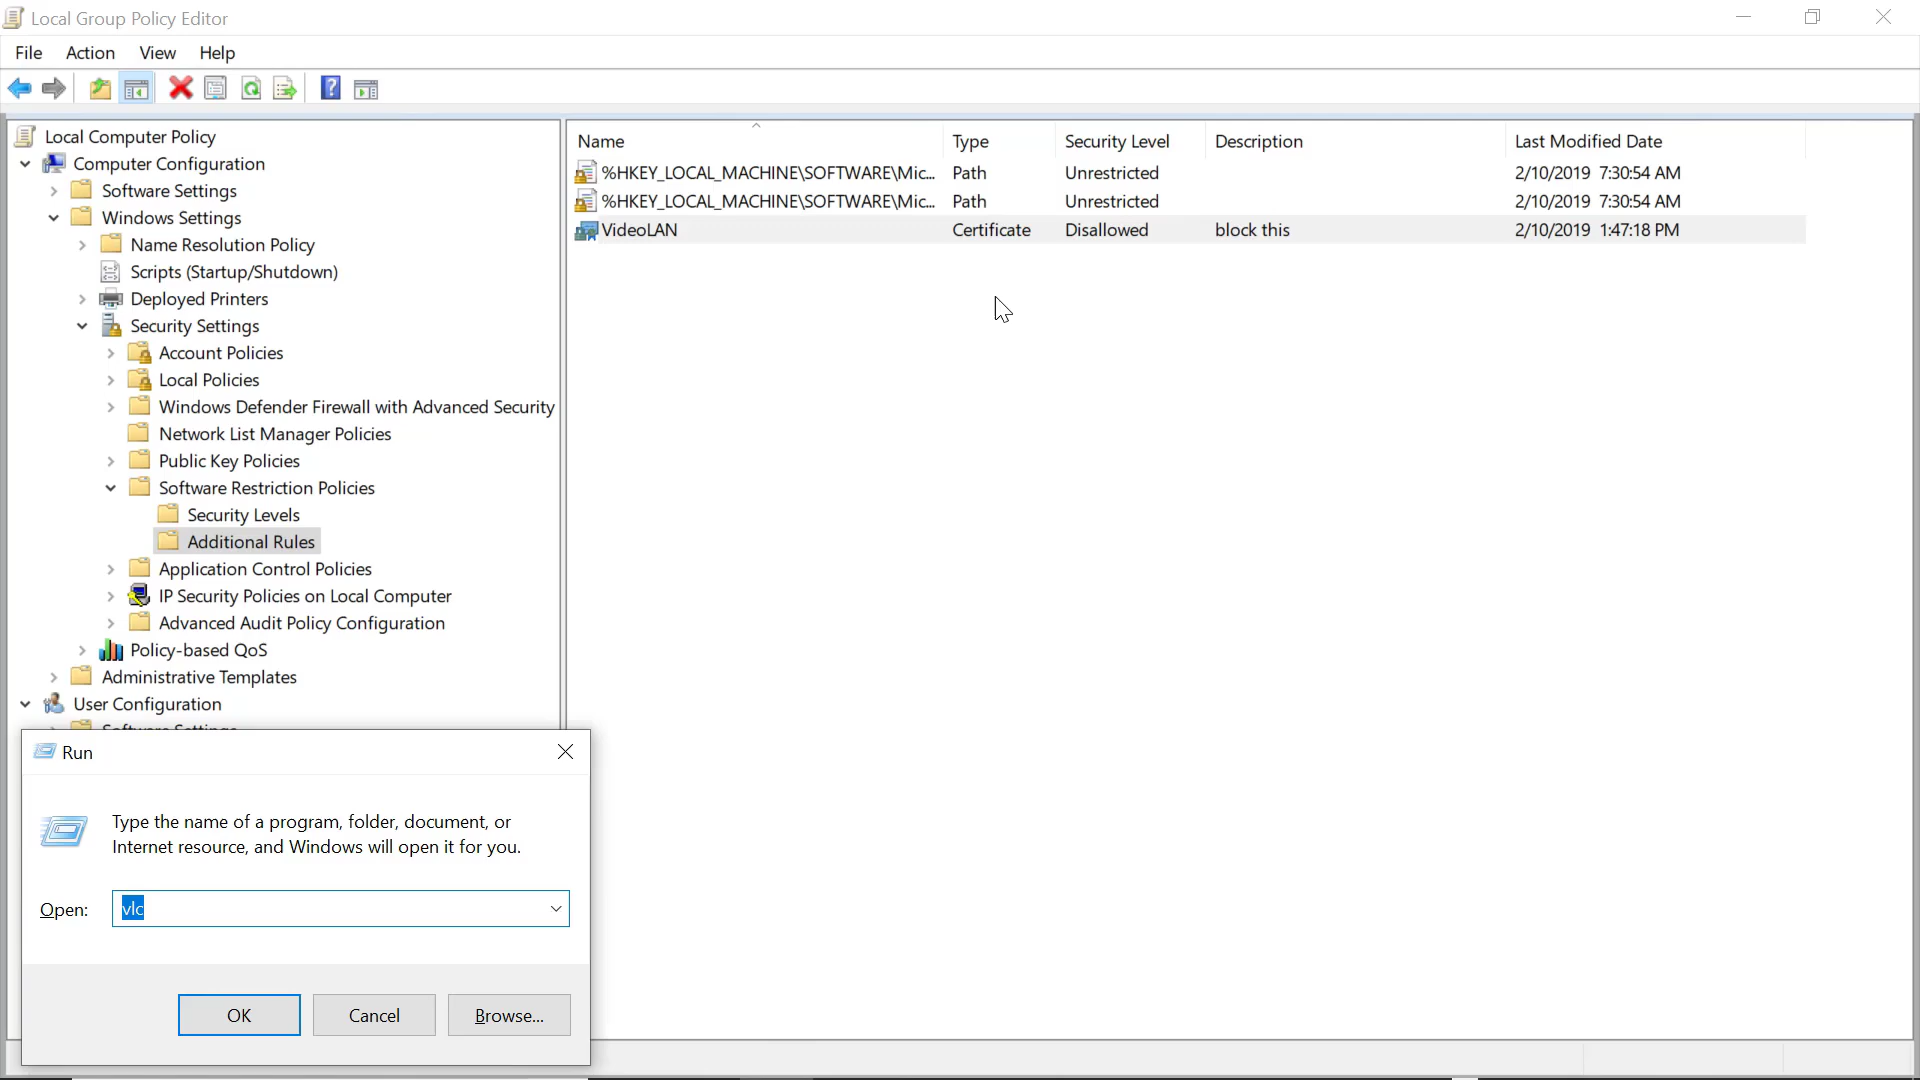 Local Group Policy Editor
File Action View Help
Local Computer Policy
Computer Configuration
Software Settings
Windows Settings
Name Resolution Policy
Scripts (Startup/Shutdown)
Deployed Printers
Security Settings
Account Policies
Local Policies
Windows Defender Firewall with Advanced Security
Network List Manager Policies
Public Key Policies
Software Restriction Policies
Security Levels
Additional Rules
Application Control Policies
IP Security Policies on Local Computer
Advanced Audit Policy Configuration
Policy-based QoS
Administrative Templates
User Configuration
Software Settings
Name Type Security Level Description Last Modified Date
%HKEY_LOCAL_MACHINE\SOFTWARE\Mic... Path Unrestricted 2/10/2019 7:30:54 AM
%HKEY_LOCAL_MACHINE\SOFTWARE\Mic... Path Unrestricted 2/10/2019 7:30:54 AM
VideoLAN Certificate Disallowed block this 2/10/2019 1:47:18 PM
Run
Type the name of a program, folder, document, or
Internet resource, and Windows will open it for you.
Open: vlc
OK Cancel Browse...